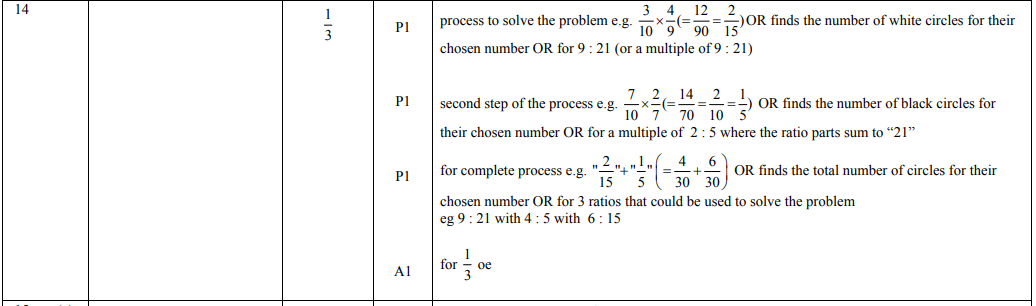 14
1/3
P1 process to solve the problem e.g. 3/10 × 4/9 (= 12/90 = 2/15) OR finds the number of white circles for their
chosen number OR for 9 : 21 (or a multiple of 9 : 21)
P1 second step of the process e.g. 7/10 × 2/7 (= 14/70 = 2/10 = 1/5) OR finds the number of black circles for
their chosen number OR for a multiple of 2 : 5 where the ratio parts sum to “21”
P1 for complete process e.g. "2/15"+"1/5" (= 4/30 + 6/30) OR finds the total number of circles for their
chosen number OR for 3 ratios that could be used to solve the problem
eg 9 : 21 with 4 : 5 with 6 : 15
A1 for 1/3 oe